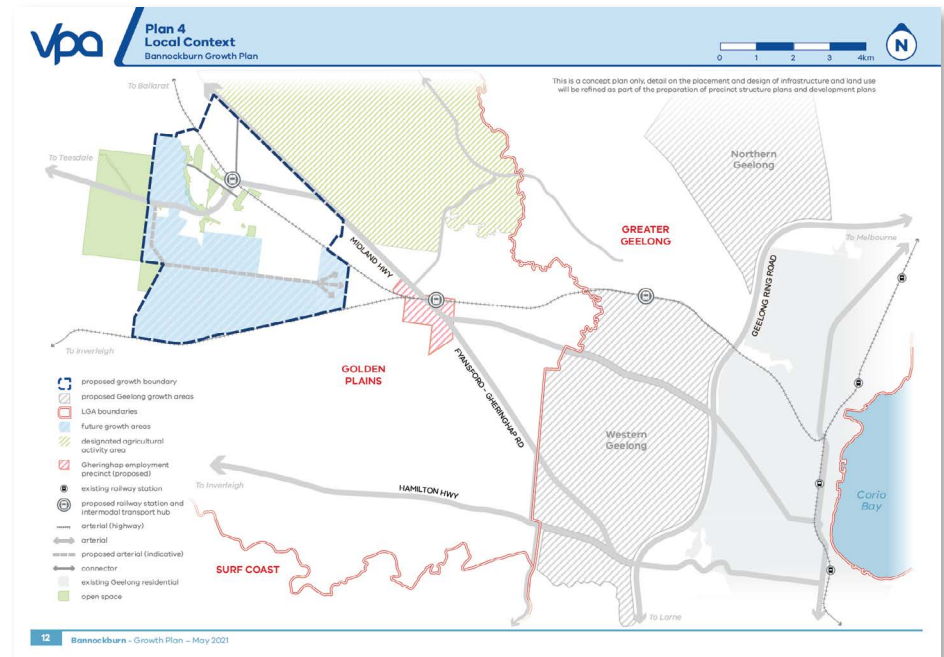 vpa
Plan 4
Local Context
Bannockburn Growth Plan
0 1 2 3 4km
N
This is a concept plan only, detail on the placement and design of infrastructure and land use
will be refined as part of the preparation of precinct structure plans and development plans
To Ballarat
To Teesdale
Northern
Geelong
GREATER
GEELONG
To Melbourne
MIDLAND HWY
GEELONG RING ROAD
To Inverleigh
GOLDEN
PLAINS
FYANSFORD - GHERINGHAP RD
Western
Geelong
To Inverleigh
HAMILTON HWY
Corio
Bay
SURF COAST
To Lorne
proposed growth boundary
proposed Geelong growth areas
LGA boundaries
future growth areas
designated agricultural
activity area
Gheringhap employment
precinct (proposed)
existing railway station
proposed railway station and
intermodal transport hub
arterial (highway)
arterial
proposed arterial (indicative)
connector
existing Geelong residential
open space
12 Bannockburn - Growth Plan – May 2021